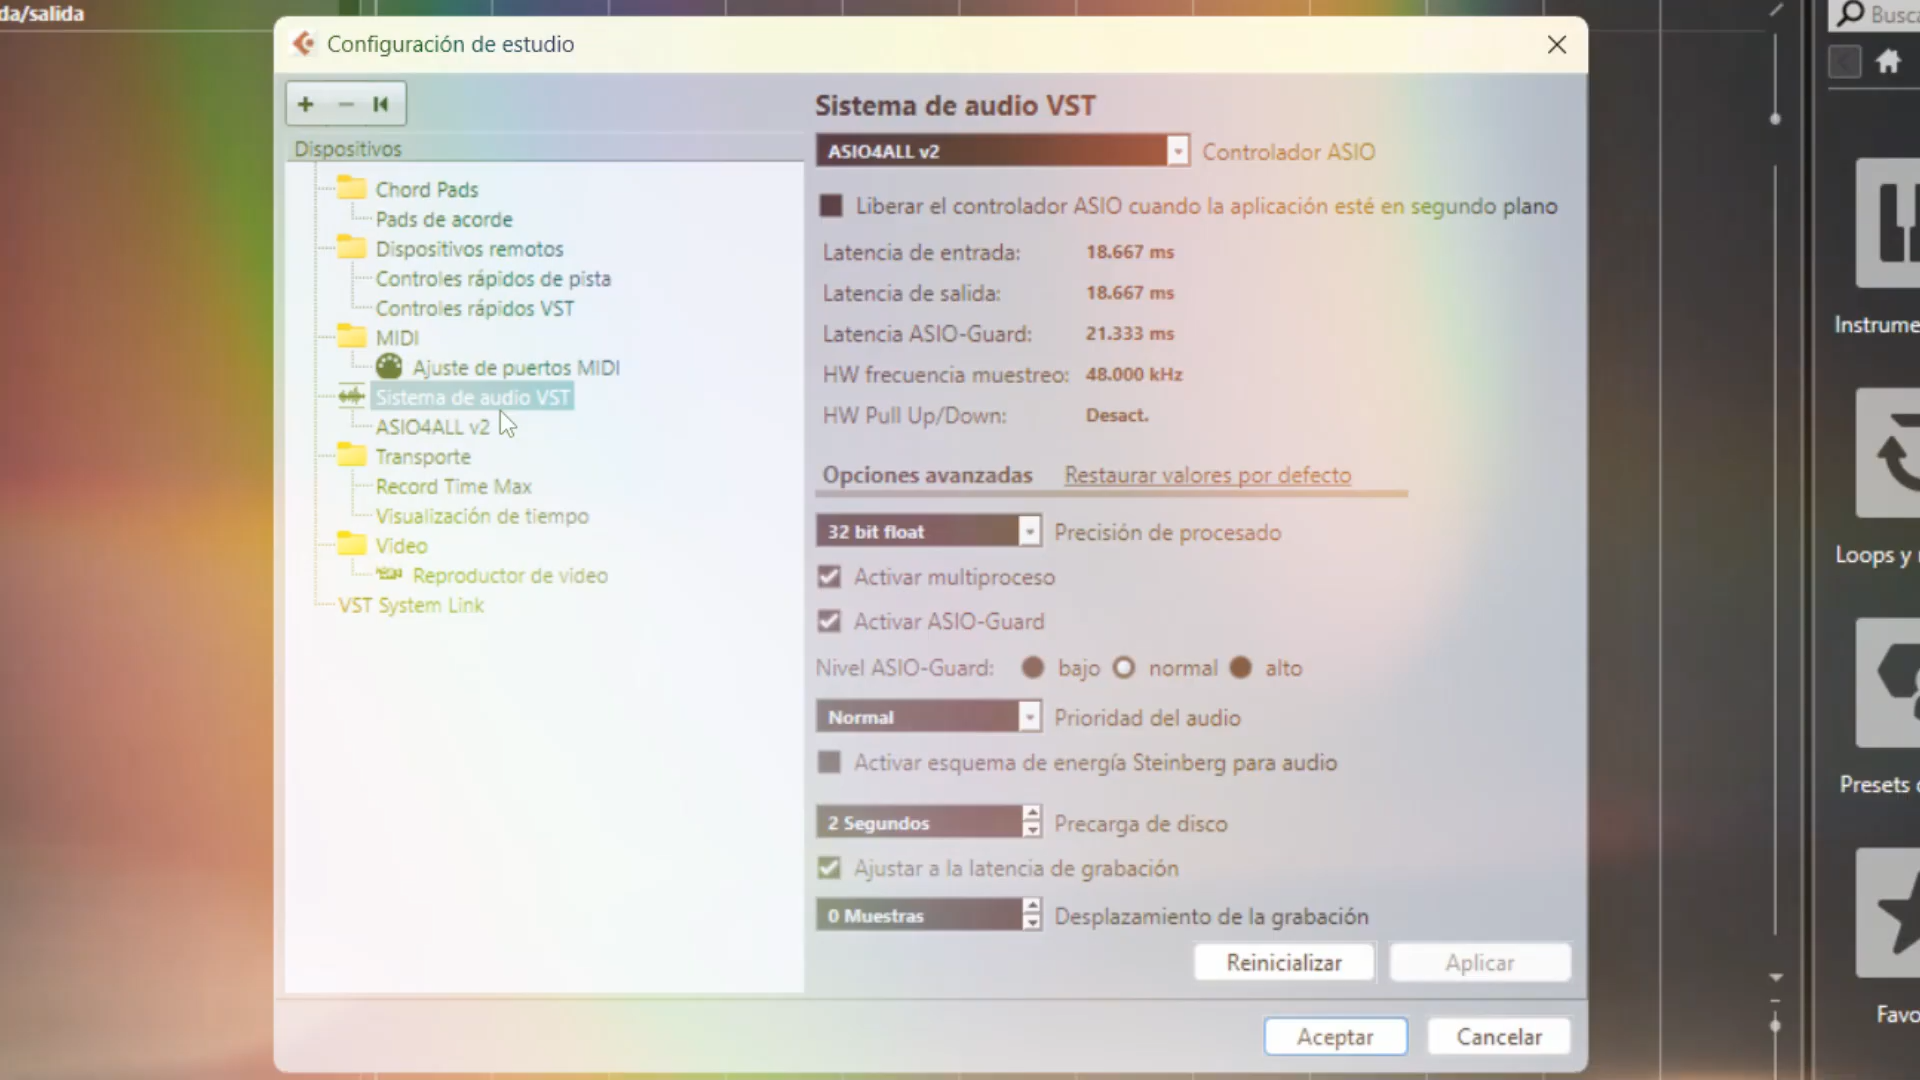 da/salida
Busca
Configuración de estudio
Dispositivos
Chord Pads
Pads de acorde
Dispositivos remotos
Controles rápidos de pista
Controles rápidos VST
MIDI
Ajuste de puertos MIDI
Sistema de audio VST
ASIO4ALL v2
Transporte
Record Time Max
Visualización de tiempo
Video
Reproductor de video
VST System Link
Sistema de audio VST
ASIO4ALL v2 Controlador ASIO
Liberar el controlador ASIO cuando la aplicación esté en segundo plano
Latencia de entrada: 18.667 ms
Latencia de salida: 18.667 ms
Latencia ASIO-Guard: 21.333 ms
HW frecuencia muestreo: 48.000 kHz
HW Pull Up/Down: Desact.
Opciones avanzadas Restaurar valores por defecto
32 bit float Precisión de procesado
Activar multiproceso
Activar ASIO-Guard
Nivel ASIO-Guard: bajo normal alto
Normal Prioridad del audio
Activar esquema de energía Steinberg para audio
2 Segundos Precarga de disco
Ajustar a la latencia de grabación
0 Muestras Desplazamiento de la grabación
Reinicializar Aplicar
Aceptar Cancelar
Instrume
Loops y
Presets
Favo